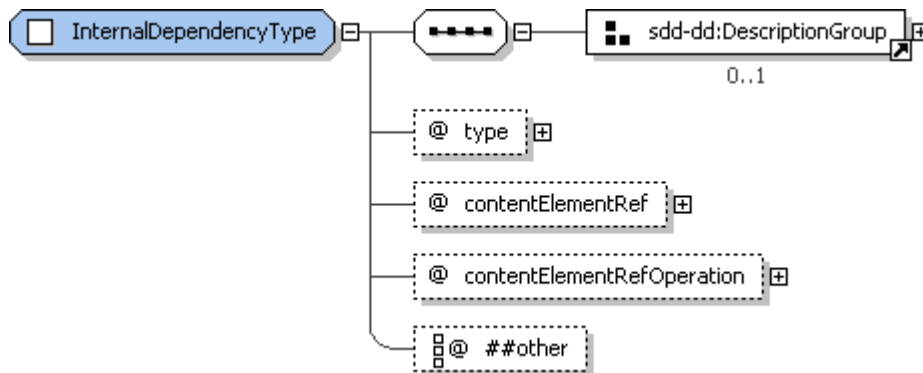 InternalDependencyType
sdd-dd:DescriptionGroup
0..1
@ type
@ contentElementRef
@ contentElementRefOperation
@ ##other